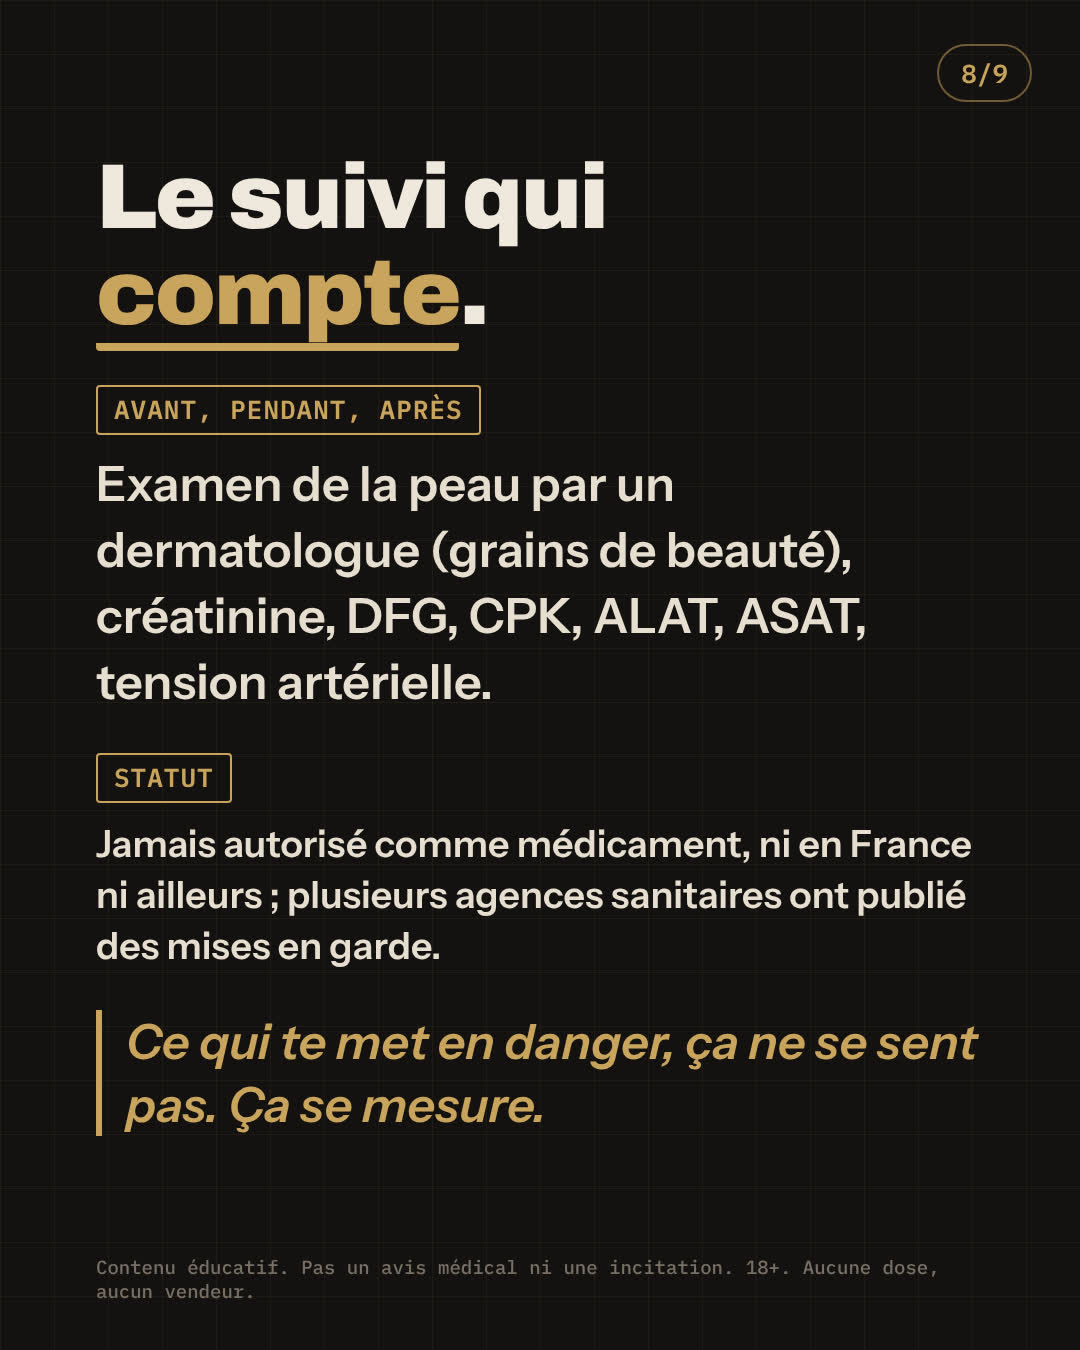 8/9
Le suivi qui
compte.
AVANT, PENDANT, APRÈS
Examen de la peau par un
dermatologue (grains de beauté),
créatinine, DFG, CPK, ALAT, ASAT,
tension artérielle.
STATUT
Jamais autorisé comme médicament, ni en France
ni ailleurs ; plusieurs agences sanitaires ont publié
des mises en garde.
Ce qui te met en danger, ça ne se sent
pas. Ça se mesure.
Contenu éducatif. Pas un avis médical ni une incitation. 18+. Aucune dose,
aucun vendeur.